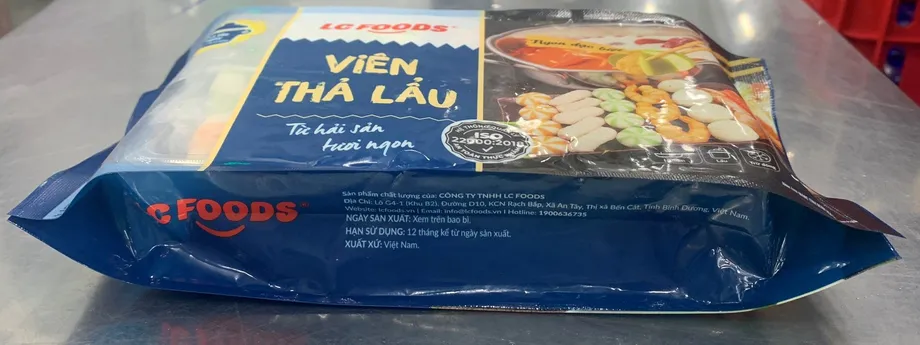 LC FOODS
VIÊN
THẢ LẨU
Từ hải sản
tươi ngon
Ngon độc
ISO
22000:2018
C FOODS
Sản phẩm chất lượng của: CÔNG TY TNHH LC FOODS
Địa Chỉ: Lô G4-1 (Khu B2), Đường D10, KCN Rạch Bắp, Xã An Tây, Thị xã Bến Cát, Tỉnh Bình Dương, Việt Nam.
Website: lcfoods.vn | Email: info@lcfoods.vn | Hotline: 1900636735
NGÀY SẢN XUẤT: Xem trên bao bì.
HẠN SỬ DỤNG: 12 tháng kể từ ngày sản xuất.
XUẤT XỨ: Việt Nam.